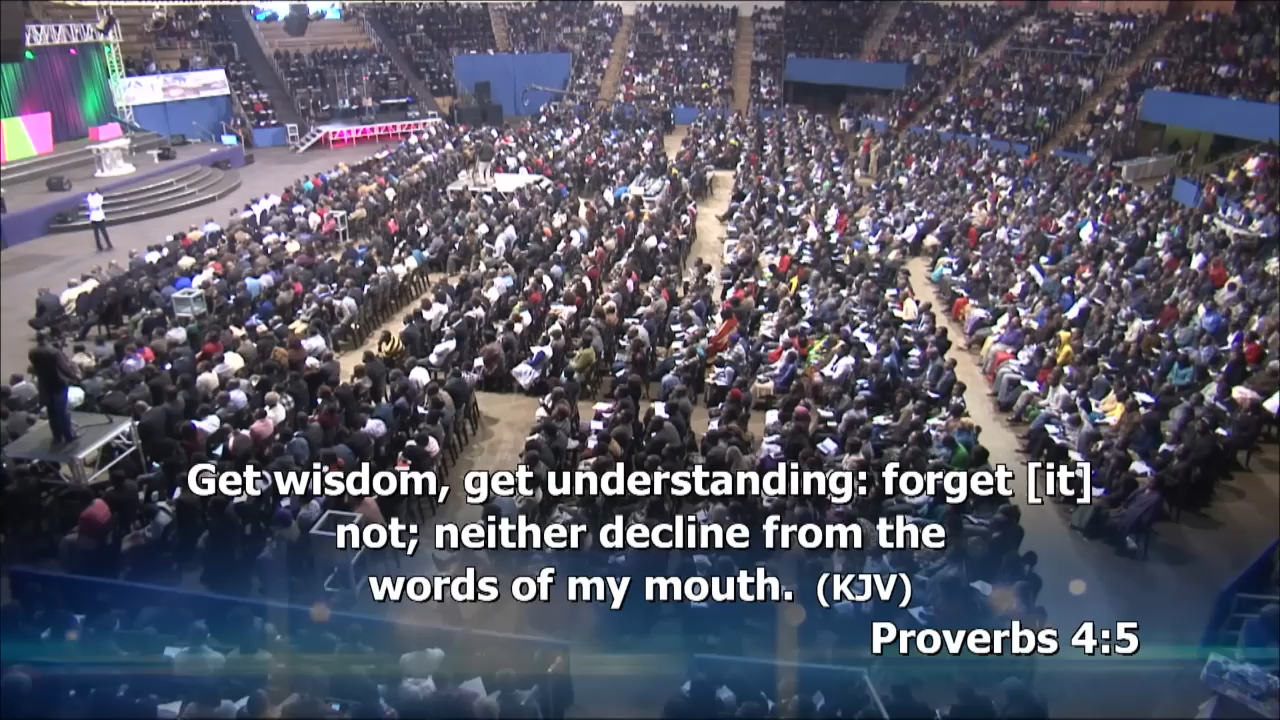 Get wisdom, get understanding: forget [it]
not; neither decline from the
words of my mouth. (KJV)
Proverbs 4:5